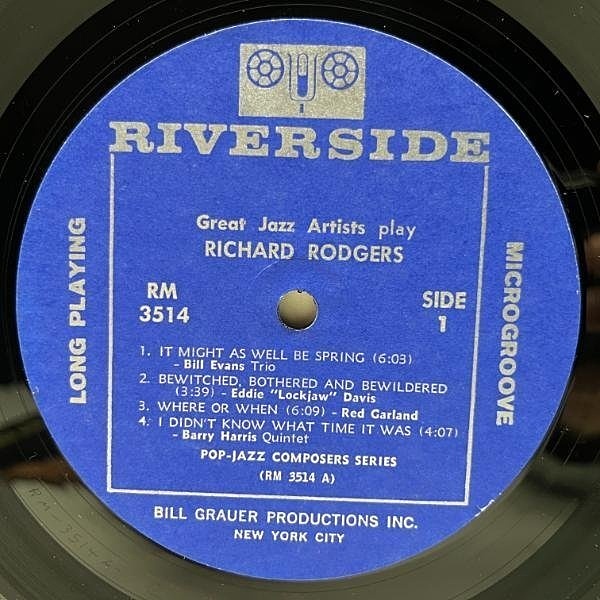 RIVERSIDE
Great Jazz Artists play
RICHARD RODGERS
LONG PLAYING
MICROGROOVE
RM
3514
SIDE
1
1. IT MIGHT AS WELL BE SPRING (6:03)
- Bill Evans Trio
2. BEWITCHED, BOTHERED AND BEWILDERED
(3:39) - Eddie "Lockjaw" Davis
3. WHERE OR WHEN (6:09) - Red Garland
4. I DIDN'T KNOW WHAT TIME IT WAS (4:07)
- Barry Harris Quintet
POP-JAZZ COMPOSERS SERIES
(RM 3514 A)
BILL GRAUER PRODUCTIONS INC.
NEW YORK CITY
RM-3514-A